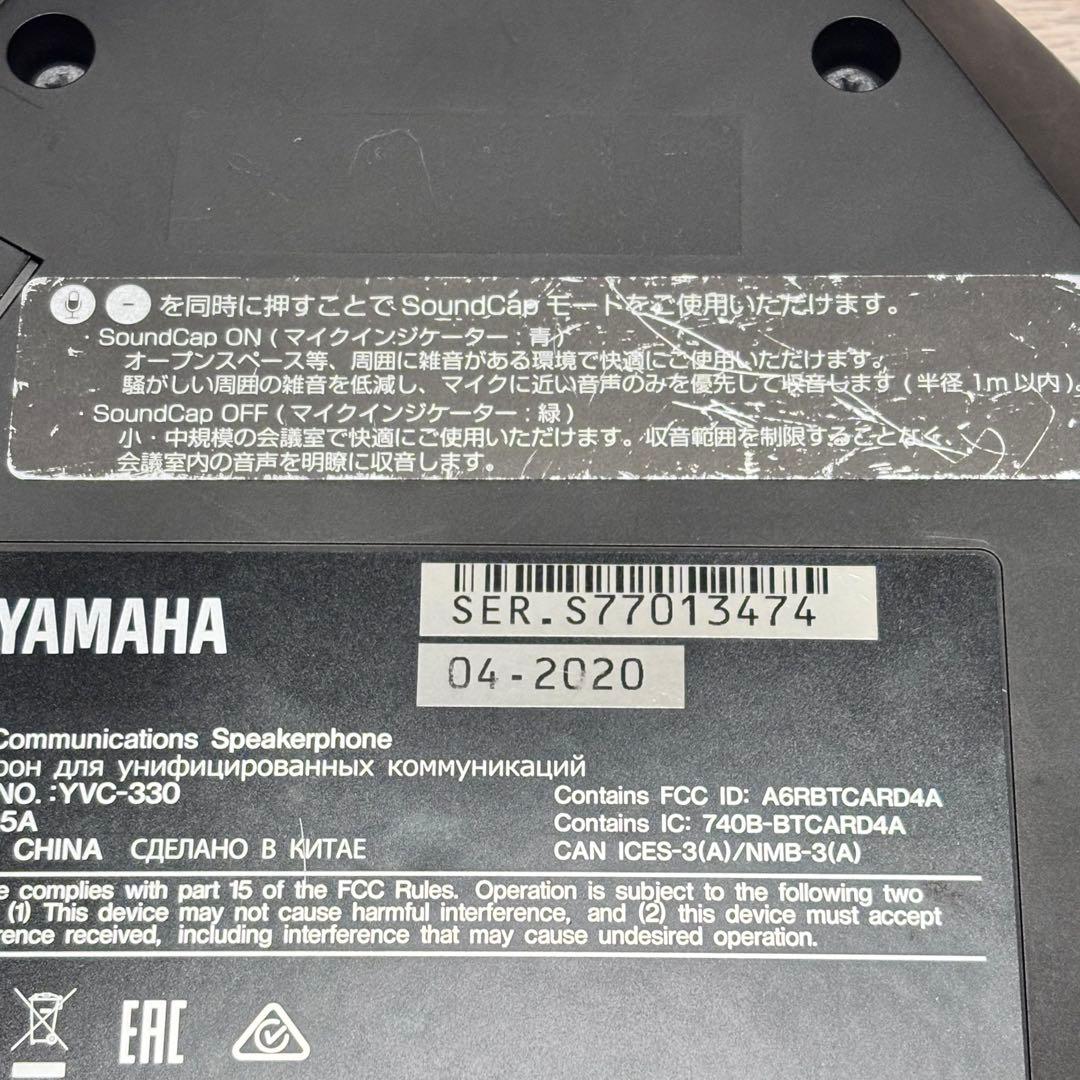 を同時に押すことで SoundCap モードをご使用いただけます。
・SoundCap ON ( マイクインジケーター : 青 )
オープンスペース等、周囲に雑音がある環境で快適にご使用いただけます。
騒がしい周囲の雑音を低減し、マイクに近い音声のみを優先して収音します ( 半径 1m 以内 )。
・SoundCap OFF ( マイクインジケーター : 緑 )
小・中規模の会議室で快適にご使用いただけます。収音範囲を制限することなく、
会議室内の音声を明瞭に収音します。
YAMAHA
SER.S77013474
04-2020
Communications Speakerphone
рон для унифицированных коммуникаций
NO. :YVC-330
5A
CHINA СДЕЛАНО В КИТАЕ
Contains FCC ID: A6RBTCARD4A
Contains IC: 740B-BTCARD4A
CAN ICES-3(A)/NMB-3(A)
e complies with part 15 of the FCC Rules. Operation is subject to the following two
(1) This device may not cause harmful interference, and (2) this device must accept
rence received, including interference that may cause undesired operation.
EAC